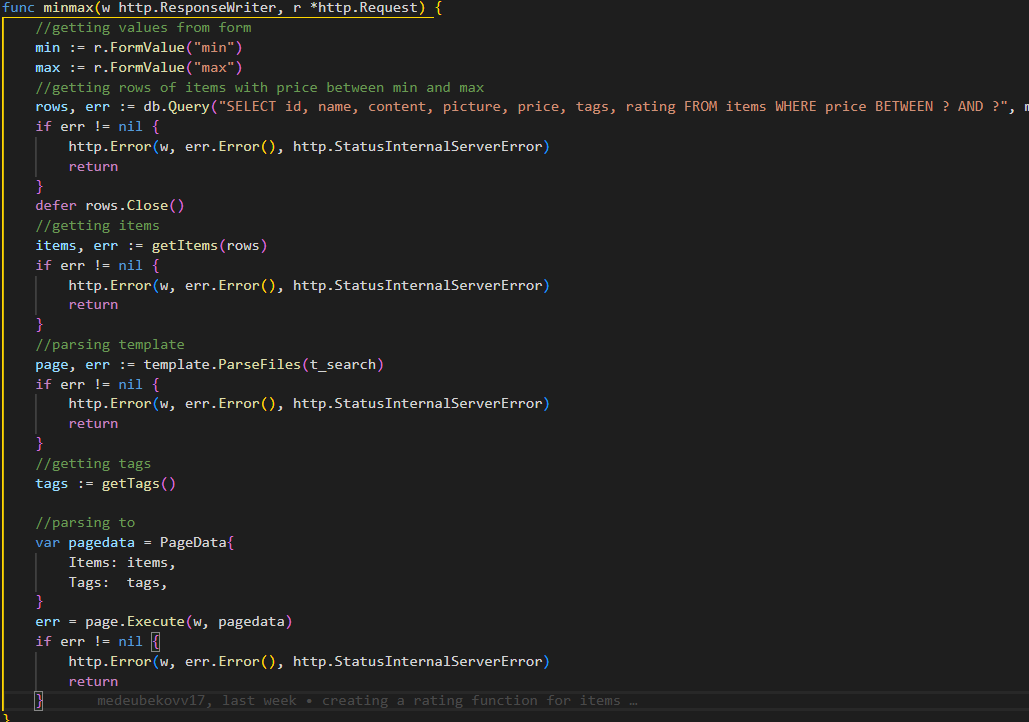 func minmax(w http.ResponseWriter, r *http.Request) {
//getting values from form
min := r.FormValue("min")
max := r.FormValue("max")
//getting rows of items with price between min and max
rows, err := db.Query("SELECT id, name, content, picture, price, tags, rating FROM items WHERE price BETWEEN ? AND ?",
if err != nil {
http.Error(w, err.Error(), http.StatusInternalServerError)
return
}
defer rows.Close()
//getting items
items, err := getItems(rows)
if err != nil {
http.Error(w, err.Error(), http.StatusInternalServerError)
return
}
//parsing template
page, err := template.ParseFiles(t_search)
if err != nil {
http.Error(w, err.Error(), http.StatusInternalServerError)
return
}
//getting tags
tags := getTags()
//parsing to
var pagedata = PageData{
Items: items,
Tags:  tags,
}
err = page.Execute(w, pagedata)
if err != nil {
http.Error(w, err.Error(), http.StatusInternalServerError)
return
} medeubekovv17, last week • creating a rating function for items …
}